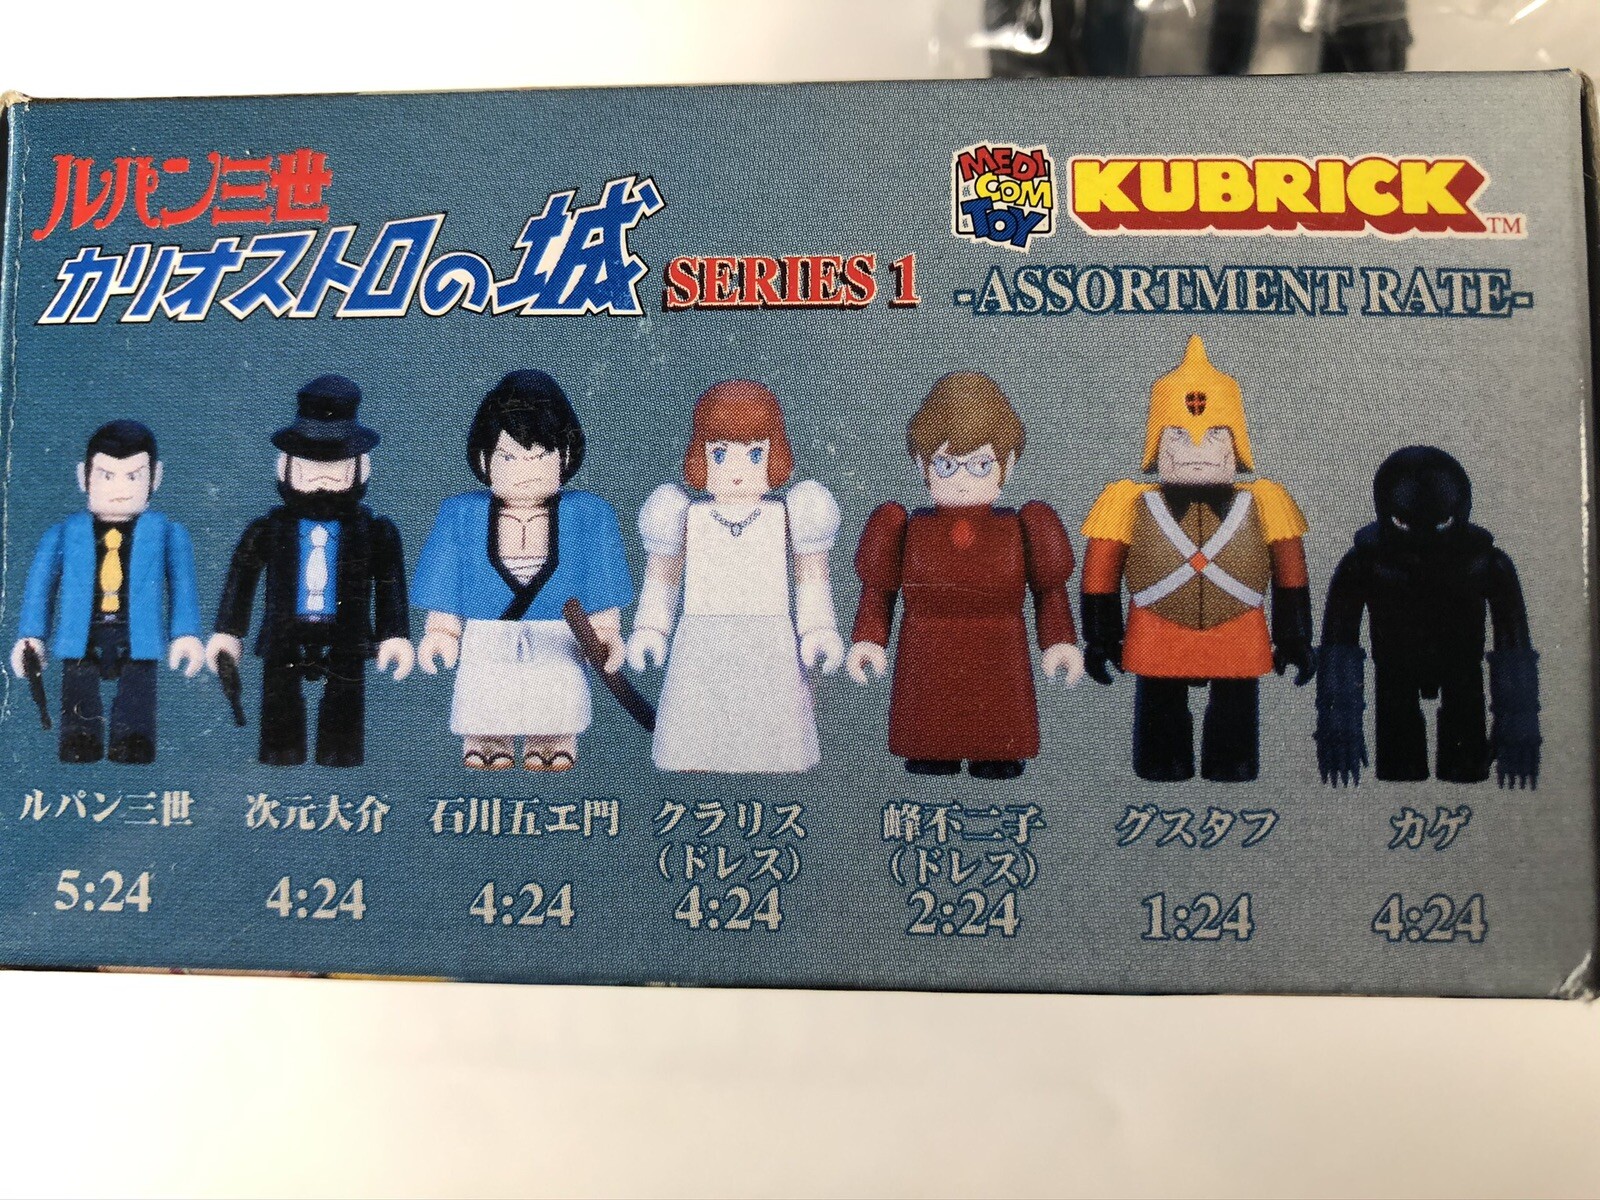 ルパン三世
カリオストロの城 SERIES 1
MEDI COM TOY
KUBRICK TM
-ASSORTMENT RATE-
ルパン三世 次元大介 石川五エ門 クラリス 峰不二子 グスタフ カゲ
(ドレス) (ドレス)
5:24 4:24 4:24 4:24 2:24 1:24 4:24